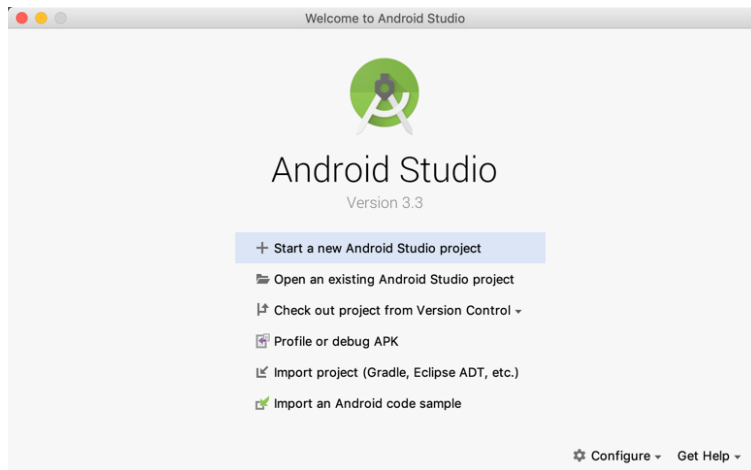 Welcome to Android Studio
Android Studio
Version 3.3
Start a new Android Studio project
Open an existing Android Studio project
Check out project from Version Control
Profile or debug APK
Import project (Gradle, Eclipse ADT, etc.)
Import an Android code sample
Configure Get Help